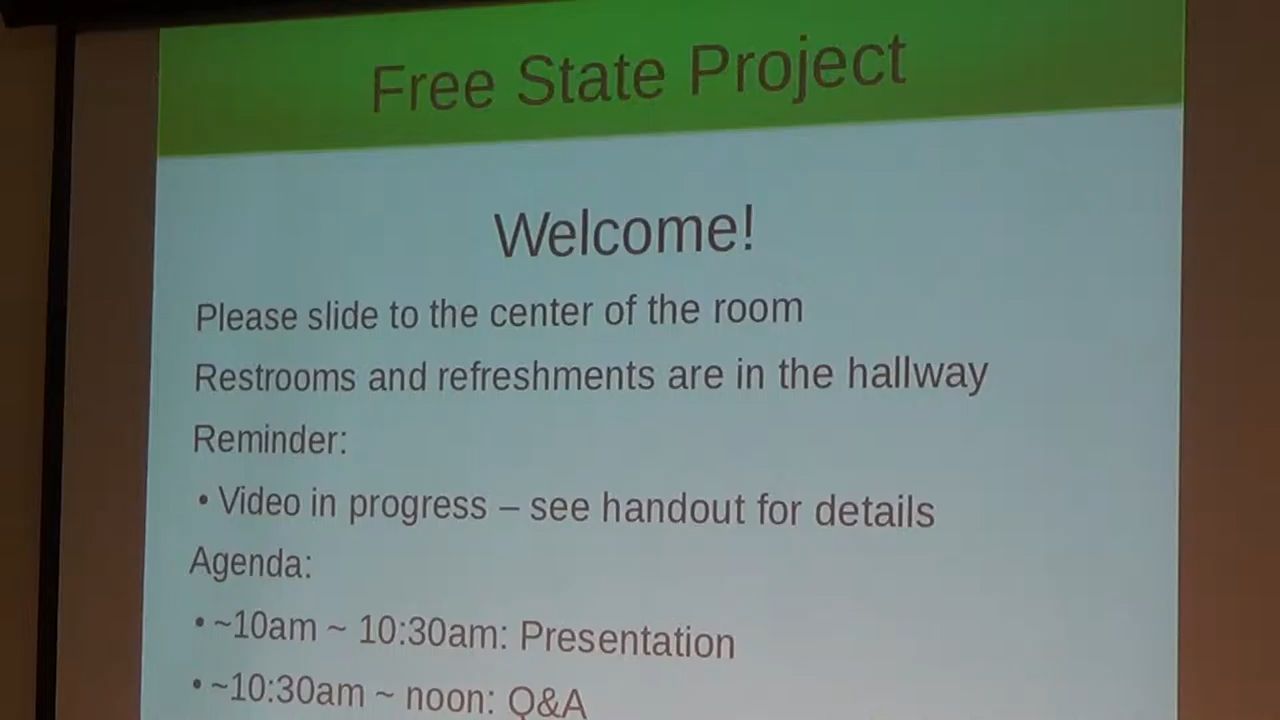 Free State Project
Welcome!
Please slide to the center of the room
Restrooms and refreshments are in the hallway
Reminder:
• Video in progress – see handout for details
Agenda:
• ~10am ~ 10:30am: Presentation
• ~10:30am ~ noon: Q&A